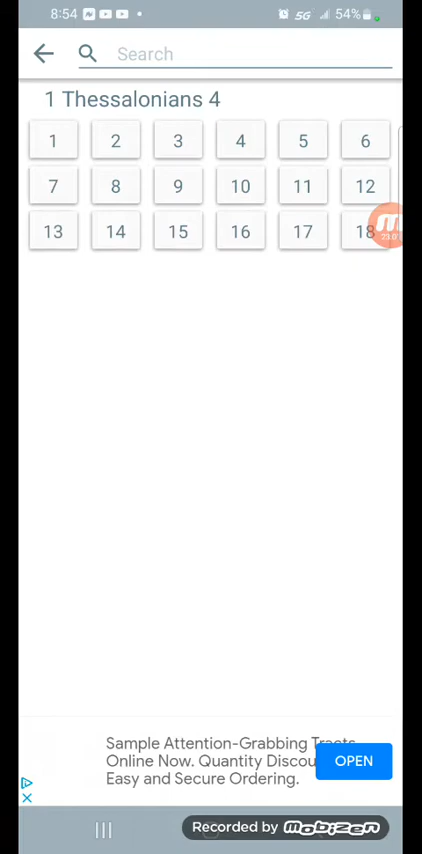 8:54 5G 54%
Search
1 Thessalonians 4
1 2 3 4 5 6
7 8 9 10 11 12
13 14 15 16 17 18
23:0
Sample Attention-Grabbing Tracts
Online Now. Quantity
Easy and Secure Ordering.
OPEN
Recorded by mobizen